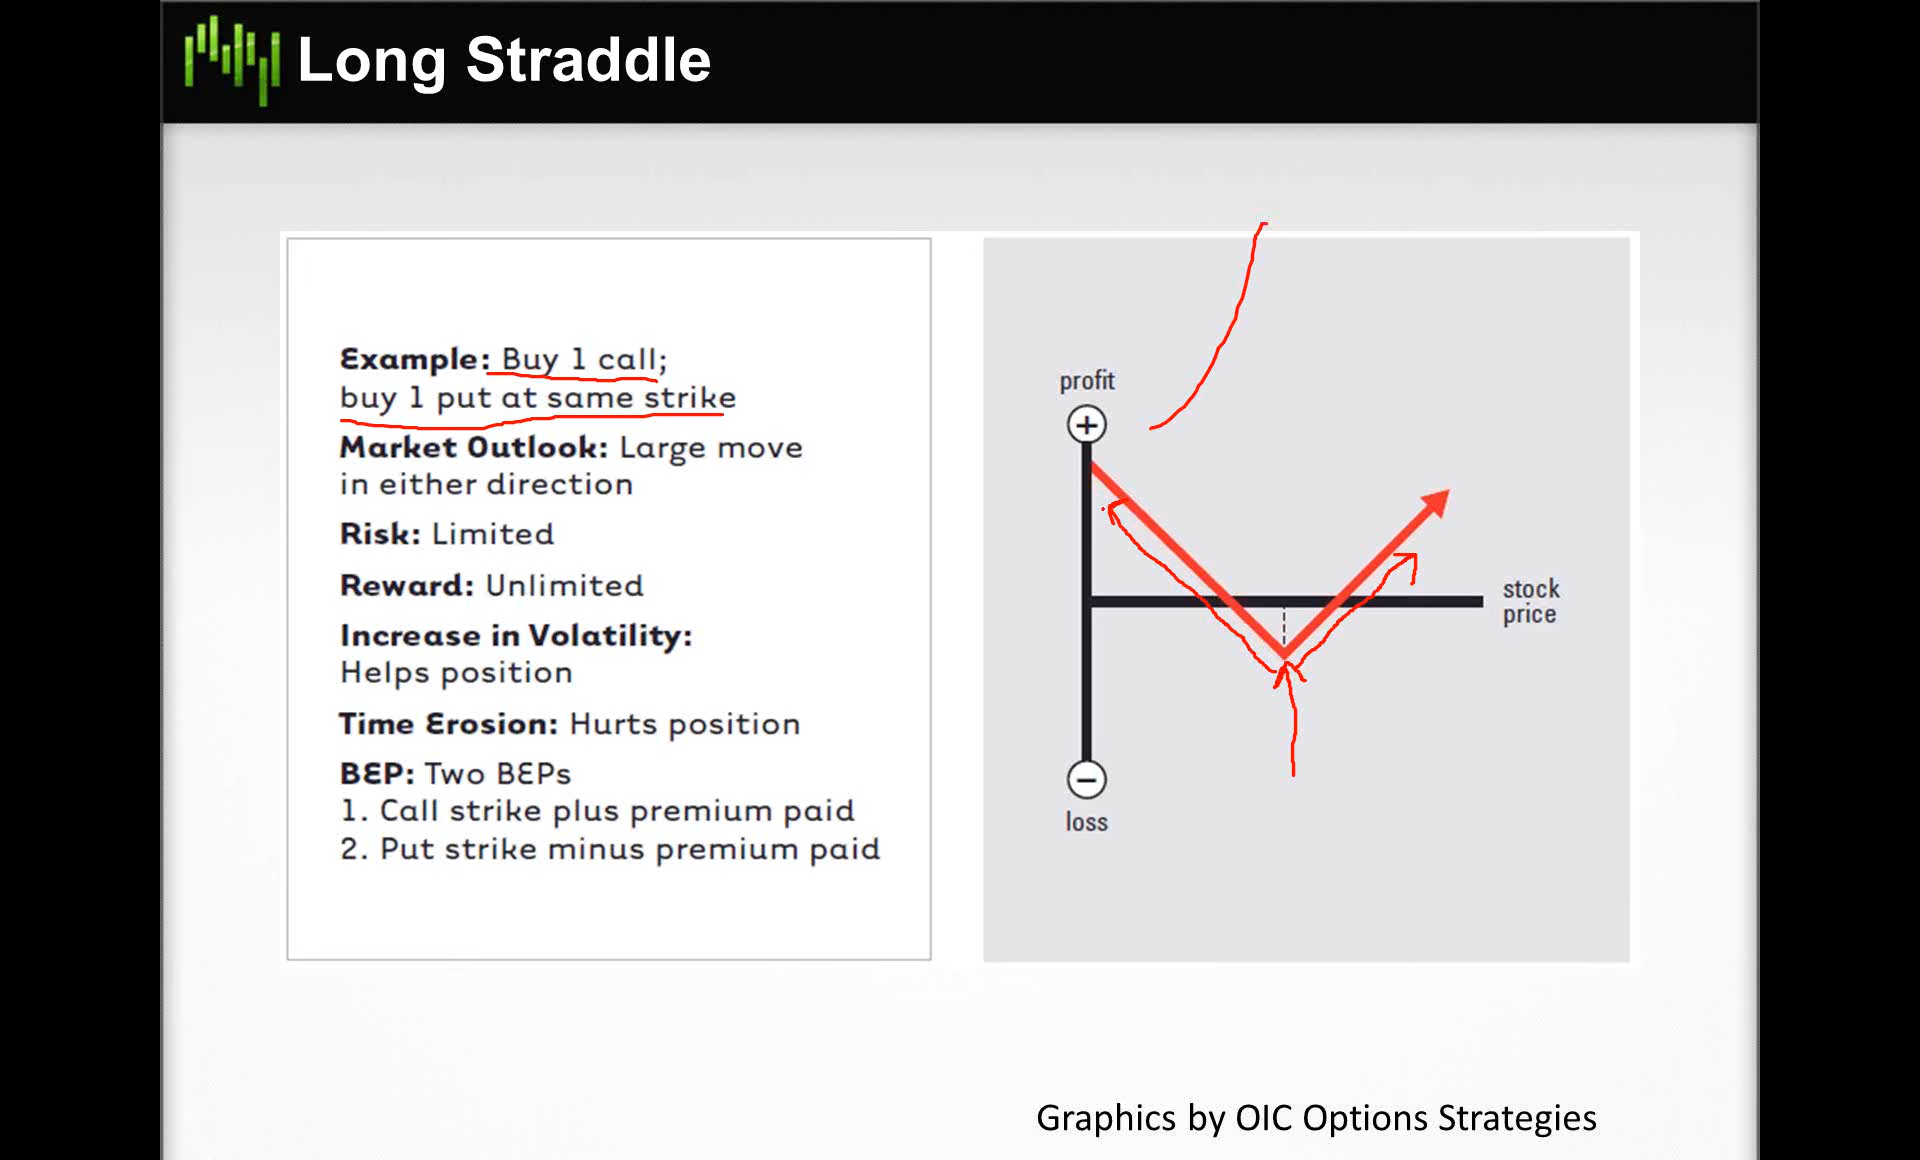 Long Straddle
Example: Buy 1 call;
buy 1 put at same strike
Market Outlook: Large move
in either direction
Risk: Limited
Reward: Unlimited
Increase in Volatility:
Helps position
Time Erosion: Hurts position
BEP: Two BEPs
1. Call strike plus premium paid
2. Put strike minus premium paid
profit
+
stock
price
−
loss
Graphics by OIC Options Strategies